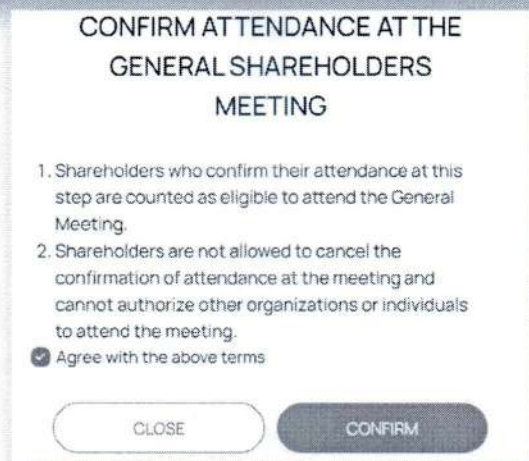 CONFIRM ATTENDANCE AT THE
GENERAL SHAREHOLDERS
MEETING
1. Shareholders who confirm their attendance at this
step are counted as eligible to attend the General
Meeting.
2. Shareholders are not allowed to cancel the
confirmation of attendance at the meeting and
cannot authorize other organizations or individuals
to attend the meeting.
Agree with the above terms
CLOSE
CONFIRM